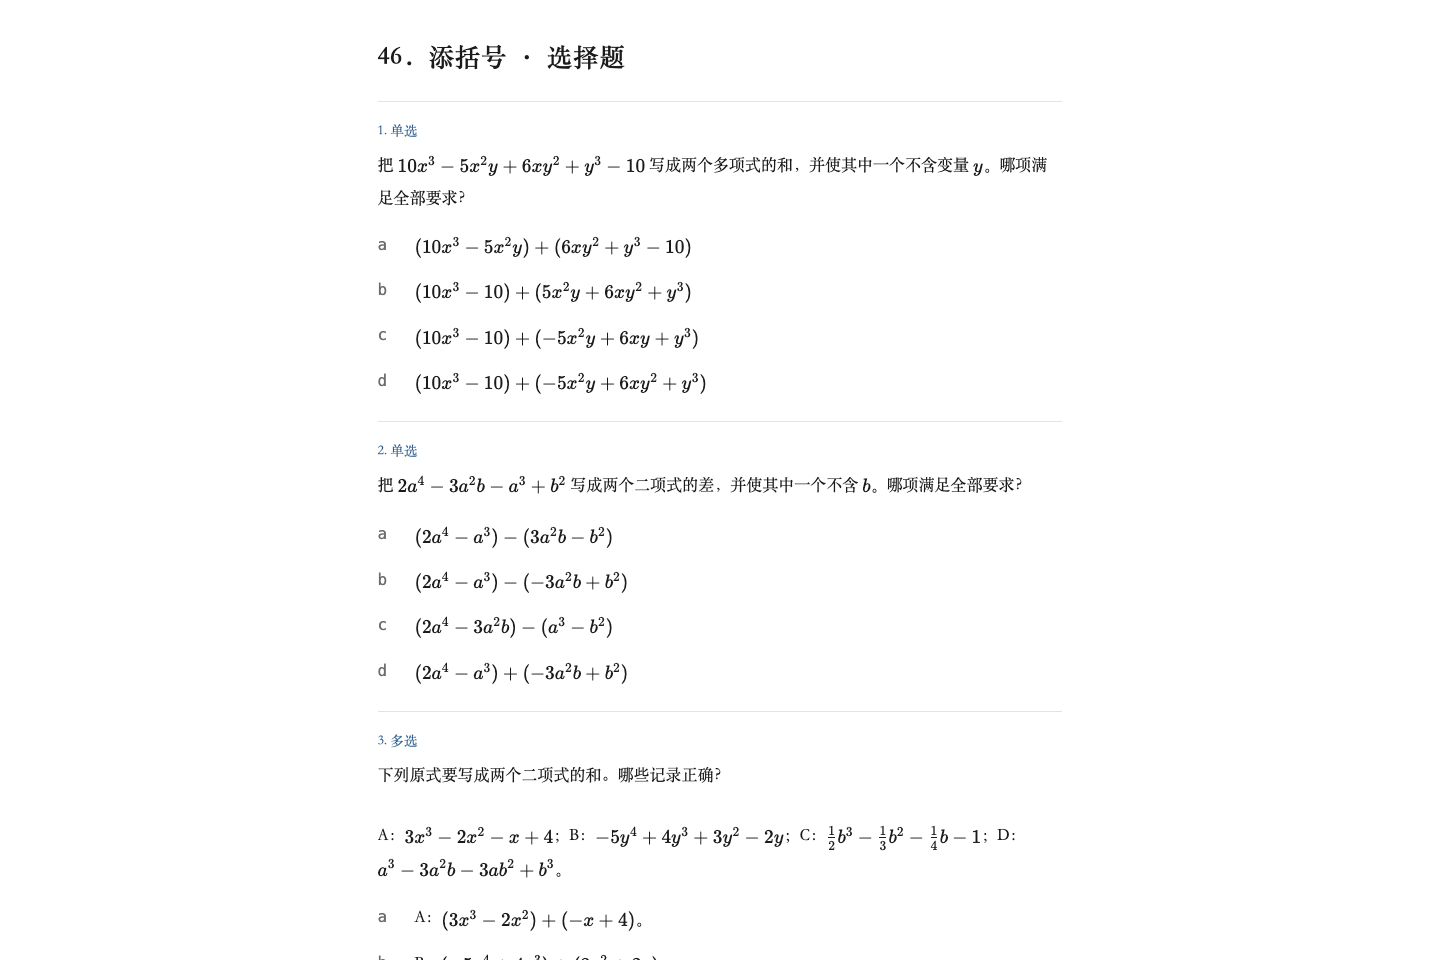 46. 添括号 · 选择题
1. 单选
把 10x³ − 5x²y + 6xy² + y³ − 10 写成两个多项式的和，并使其中一个不含变量 y。哪项满
足全部要求?
a (10x³ − 5x²y) + (6xy² + y³ − 10)
b (10x³ − 10) + (5x²y + 6xy² + y³)
c (10x³ − 10) + (−5x²y + 6xy + y³)
d (10x³ − 10) + (−5x²y + 6xy² + y³)
2. 单选
把 2a⁴ − 3a²b − a³ + b² 写成两个二项式的差，并使其中一个不含 b。哪项满足全部要求?
a (2a⁴ − a³) − (3a²b − b²)
b (2a⁴ − a³) − (−3a²b + b²)
c (2a⁴ − 3a²b) − (a³ − b²)
d (2a⁴ − a³) + (−3a²b + b²)
3. 多选
下列原式要写成两个二项式的和。哪些记录正确?
A: 3x³ − 2x² − x + 4; B: −5y⁴ + 4y³ + 3y² − 2y; C: ½b³ − ⅓b² − ¼b − 1; D:
a³ − 3a²b − 3ab² + b³。
a A: (3x³ − 2x²) + (−x + 4)。